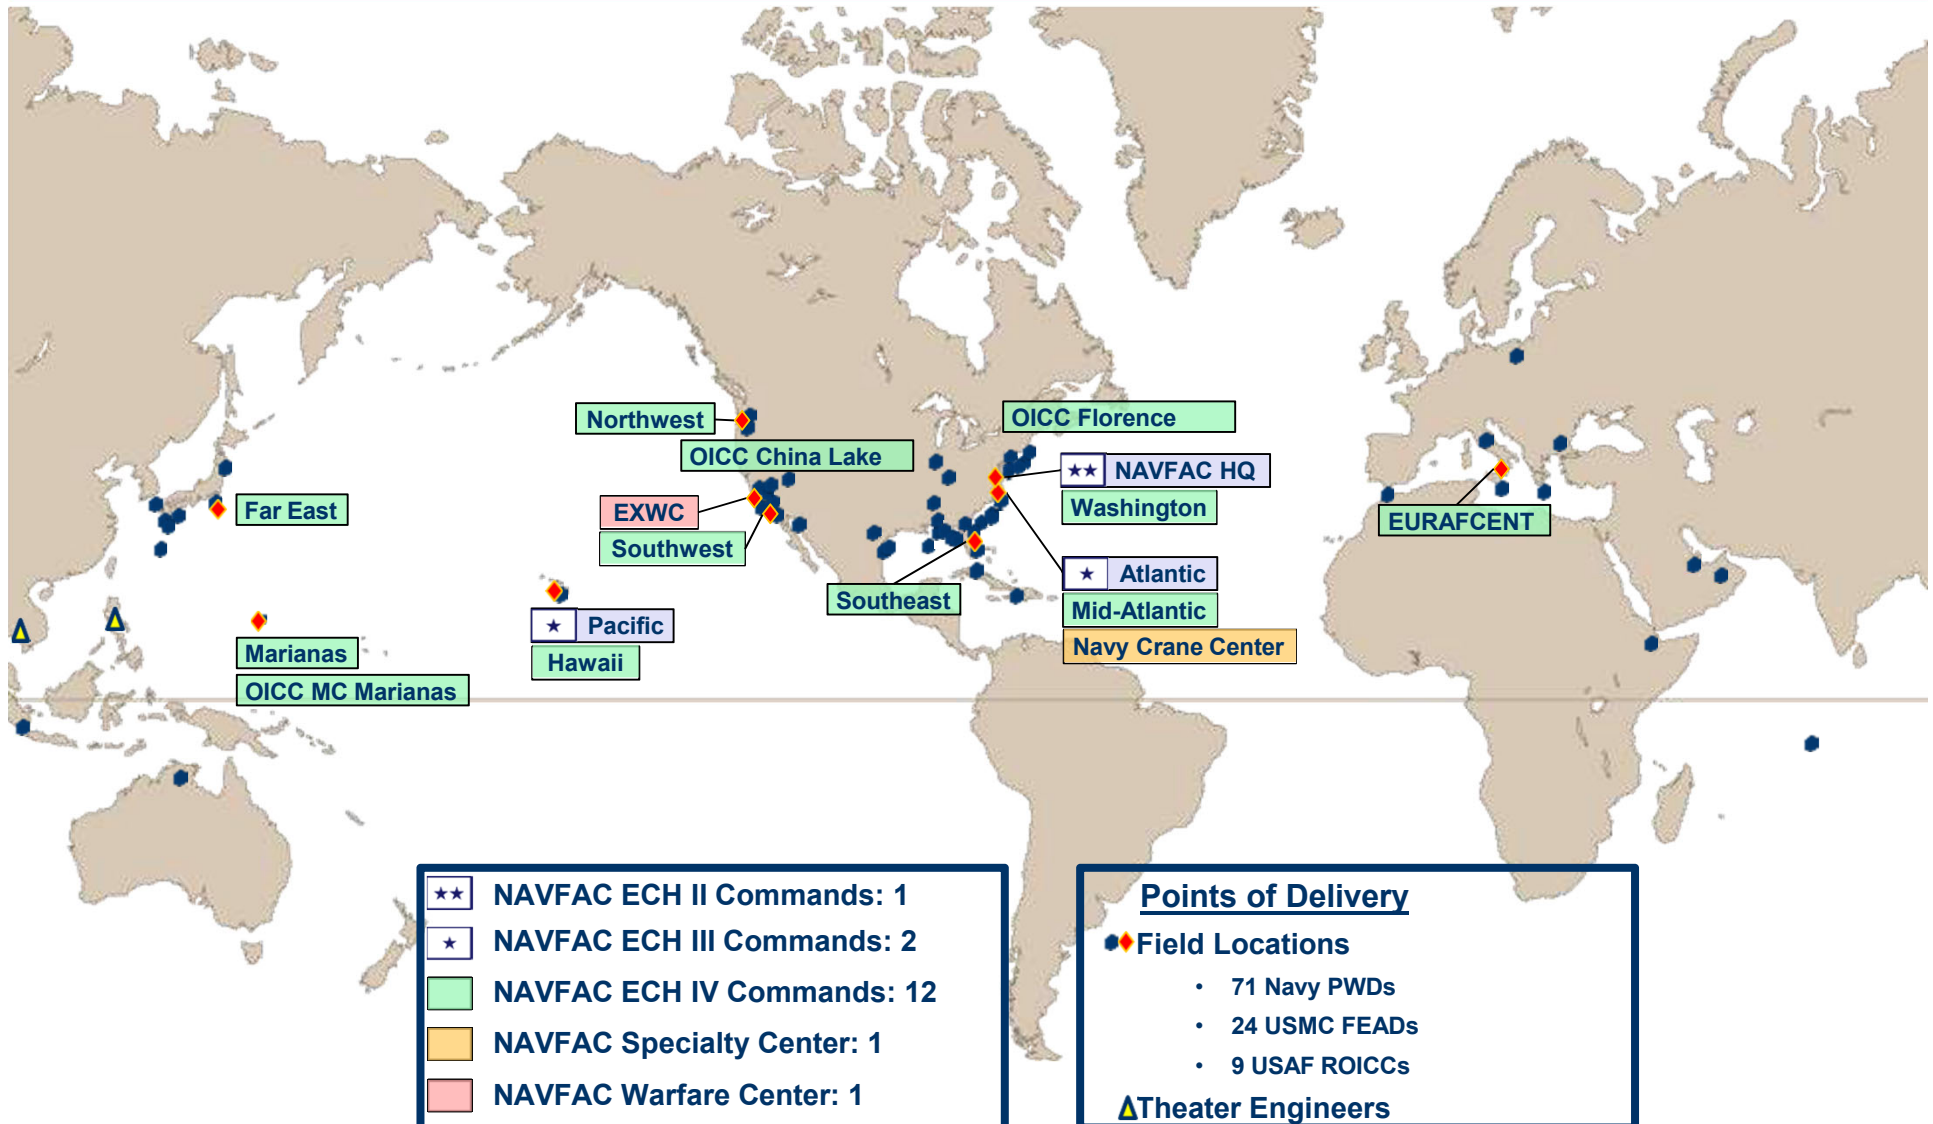 Northwest
OICC China Lake
OICC Florence
NAVFAC HQ
Washington
EXWC
Southwest
Far East
EURAFCENT
Atlantic
Mid-Atlantic
Navy Crane Center
Southeast
Pacific
Hawaii
Marianas
OICC MC Marianas
NAVFAC ECH II Commands: 1
NAVFAC ECH III Commands: 2
NAVFAC ECH IV Commands: 12
NAVFAC Specialty Center: 1
NAVFAC Warfare Center: 1
Points of Delivery
Field Locations
• 71 Navy PWDs
• 24 USMC FEADs
• 9 USAF ROICCs
Theater Engineers